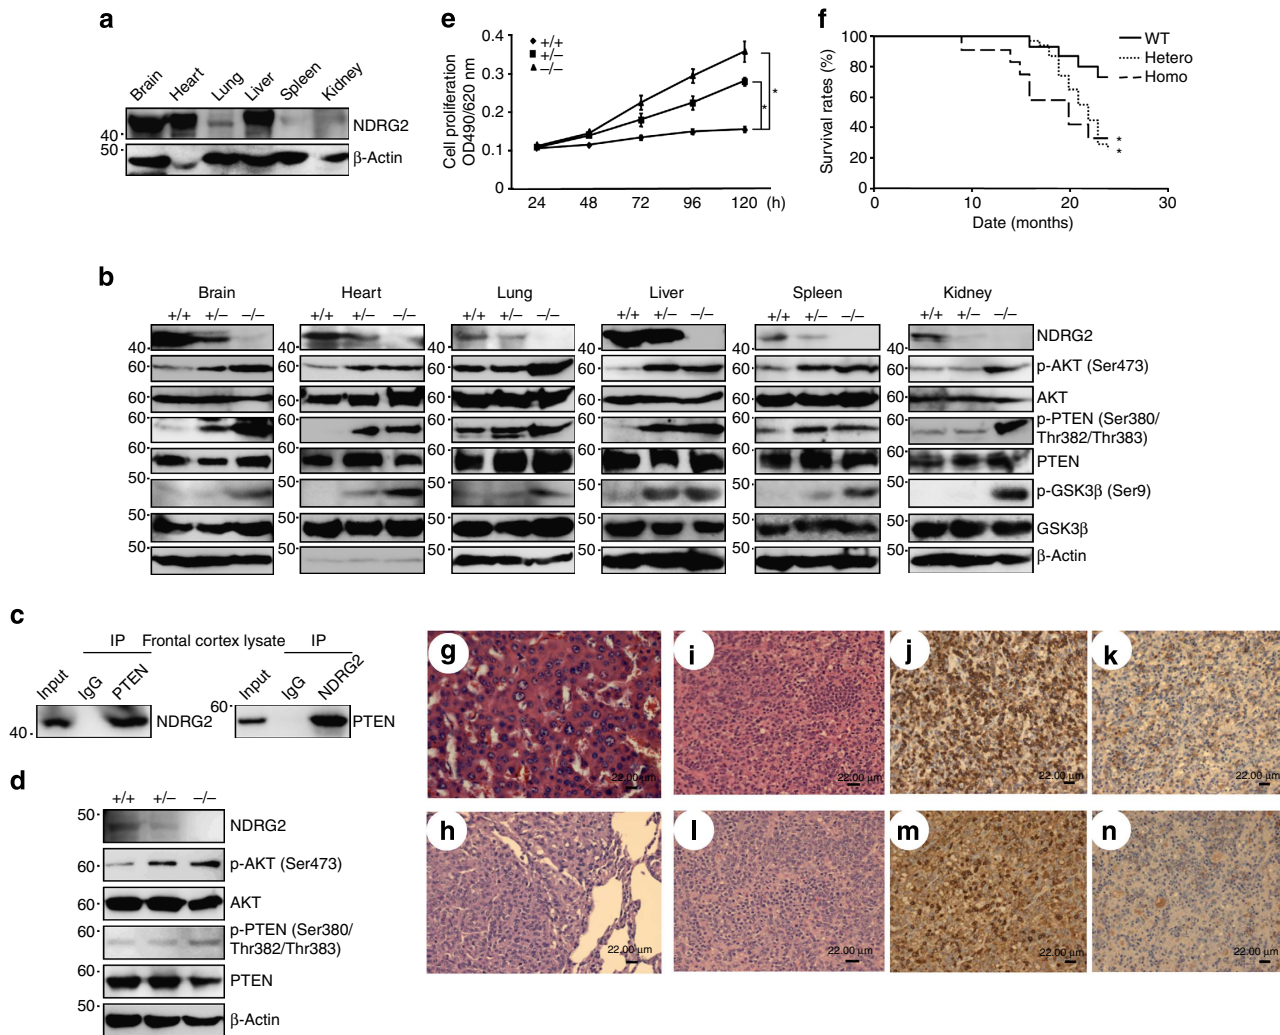 a
Brain Heart Lung Liver Spleen Kidney
NDRG2
40
50
β-Actin
e
Cell proliferation
OD490/620 nm
0.4
0.3
0.2
0.1
0
+/+
+/−
−/−
*
*
24 48 72 96 120 (h)
f
Survival rates (%)
100
80
60
40
20
0
WT
Hetero
Homo
*
*
0 10 20 30
Date (months)
b
Brain Heart Lung Liver Spleen Kidney
+/+ +/− −/− +/+ +/− −/− +/+ +/− −/− +/+ +/− −/− +/+ +/− −/− +/+ +/− −/−
40 40 40 40 40 40 NDRG2
60 60 60 60 60 60 p-AKT (Ser473)
60 60 60 60 60 60 AKT
60 60 60 60 60 60 p-PTEN (Ser380/
Thr382/Thr383)
60 60 60 60 60 60 PTEN
50 50 50 50 50 50 p-GSK3β (Ser9)
50 50 50 50 50 50 GSK3β
50 50 50 50 50 50 β-Actin
c
IP Frontal cortex lysate IP
Input IgG PTEN
NDRG2
40
Input IgG NDRG2
60
PTEN
d
+/+ +/− −/−
50
NDRG2
60 p-AKT (Ser473)
60 AKT
60 p-PTEN (Ser380/
Thr382/Thr383)
60
PTEN
50
β-Actin
g
22.00 µm
i
22.00 µm
j
22.00 µm
k
22.00 µm
h
22.00 µm
l
22.00 µm
m
22.00 µm
n
22.00 µm